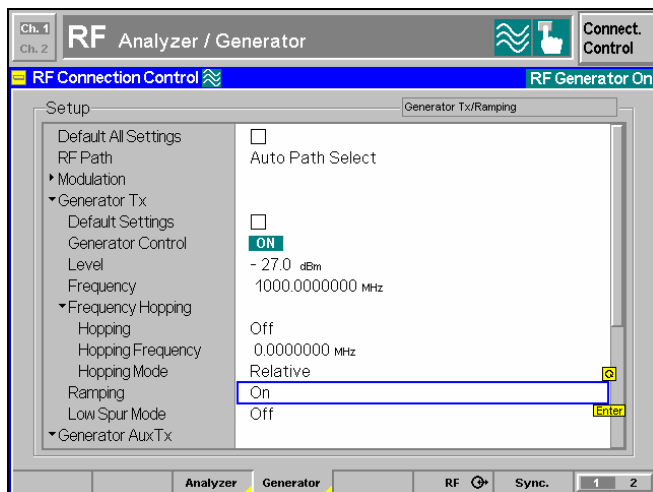 Ch. 1
Ch. 2
RF Analyzer / Generator
Connect.
Control
RF Connection Control
RF Generator On
Setup
Generator Tx/Ramping
Default All Settings
RF Path Auto Path Select
Modulation
Generator Tx
Default Settings
Generator Control ON
Level - 27.0 dBm
Frequency 1000.0000000 MHz
Frequency Hopping
Hopping Off
Hopping Frequency 0.0000000 MHz
Hopping Mode Relative
Ramping On
Low Spur Mode Off
Enter
Generator AuxTx
Analyzer Generator RF Sync. 1 2